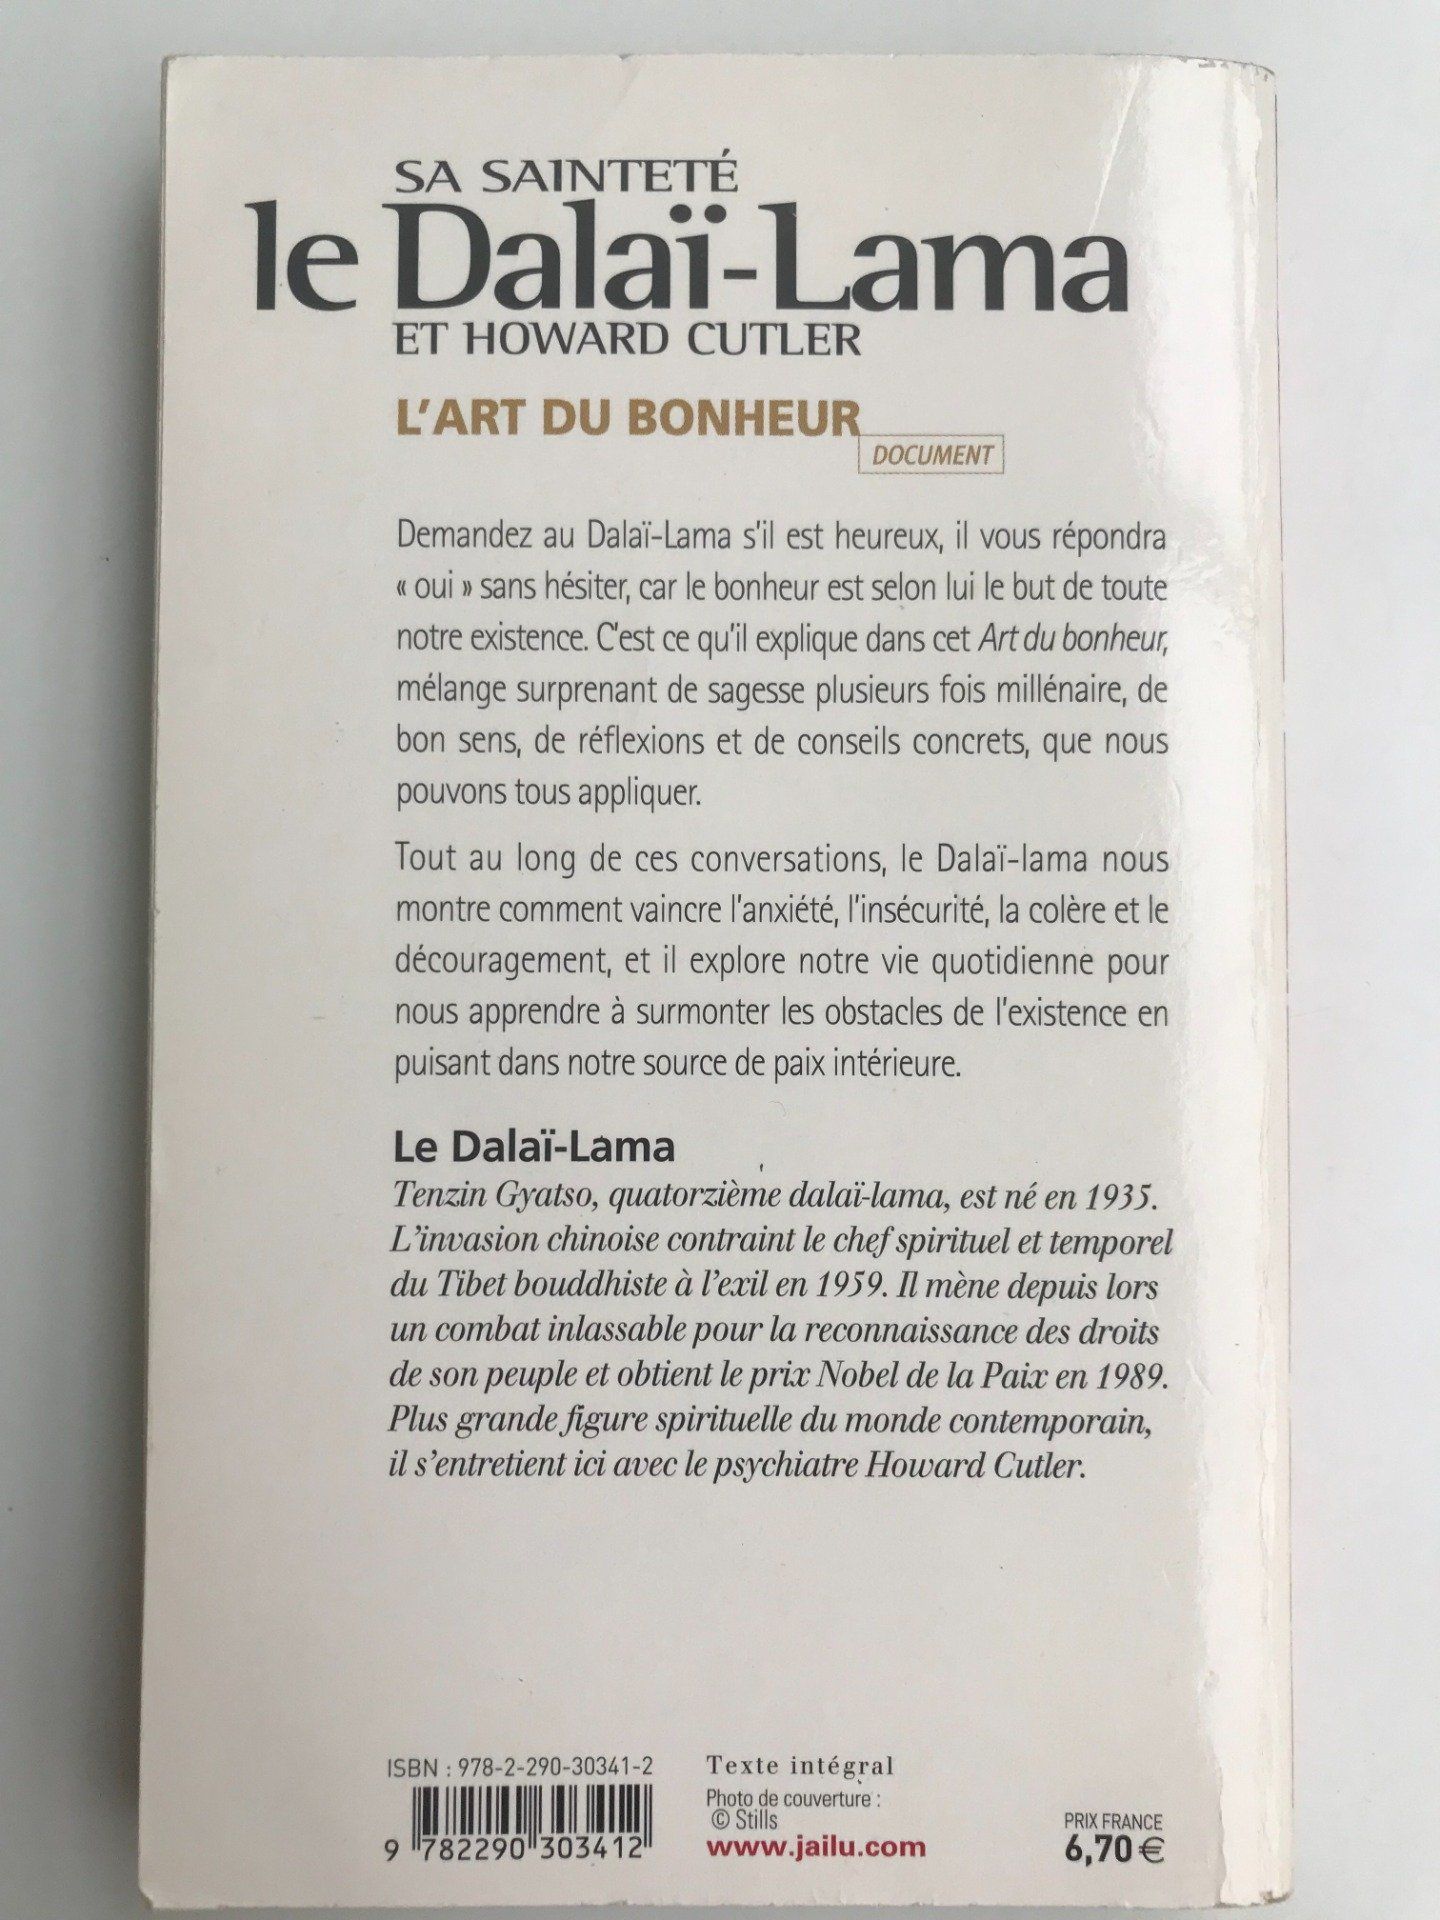 SA SAINTETÉ
le Dalaï-Lama
ET HOWARD CUTLER
L'ART DU BONHEUR
DOCUMENT
Demandez au Dalaï-Lama s'il est heureux, il vous répondra
« oui » sans hésiter, car le bonheur est selon lui le but de toute
notre existence. C'est ce qu'il explique dans cet Art du bonheur,
mélange surprenant de sagesse plusieurs fois millénaire, de
bon sens, de réflexions et de conseils concrets, que nous
pouvons tous appliquer.
Tout au long de ces conversations, le Dalaï-lama nous
montre comment vaincre l'anxiété, l'insécurité, la colère et le
découragement, et il explore notre vie quotidienne pour
nous apprendre à surmonter les obstacles de l'existence en
puisant dans notre source de paix intérieure.
Le Dalaï-Lama
Tenzin Gyatso, quatorzième dalaï-lama, est né en 1935.
L'invasion chinoise contraint le chef spirituel et temporel
du Tibet bouddhiste à l'exil en 1959. Il mène depuis lors
un combat inlassable pour la reconnaissance des droits
de son peuple et obtient le prix Nobel de la Paix en 1989.
Plus grande figure spirituelle du monde contemporain,
il s'entretient ici avec le psychiatre Howard Cutler.
ISBN : 978-2-290-30341-2
9 782290 303412
Texte intégral
Photo de couverture :
© Stills
www.jailu.com
PRIX FRANCE
6,70 €